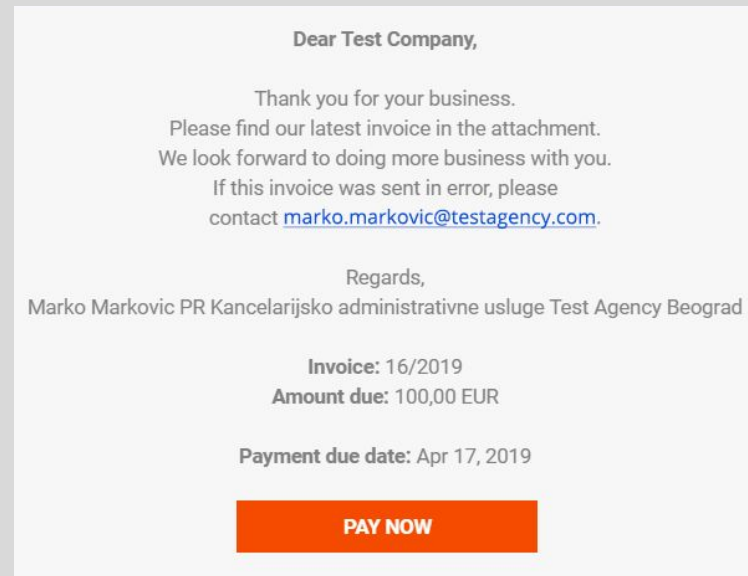 Dear Test Company,
Thank you for your business.
Please find our latest invoice in the attachment.
We look forward to doing more business with you.
If this invoice was sent in error, please
contact marko.markovic@testagency.com.
Regards,
Marko Markovic PR Kancelarijsko administrativne usluge Test Agency Beograd
Invoice: 16/2019
Amount due: 100,00 EUR
Payment due date: Apr 17, 2019
PAY NOW